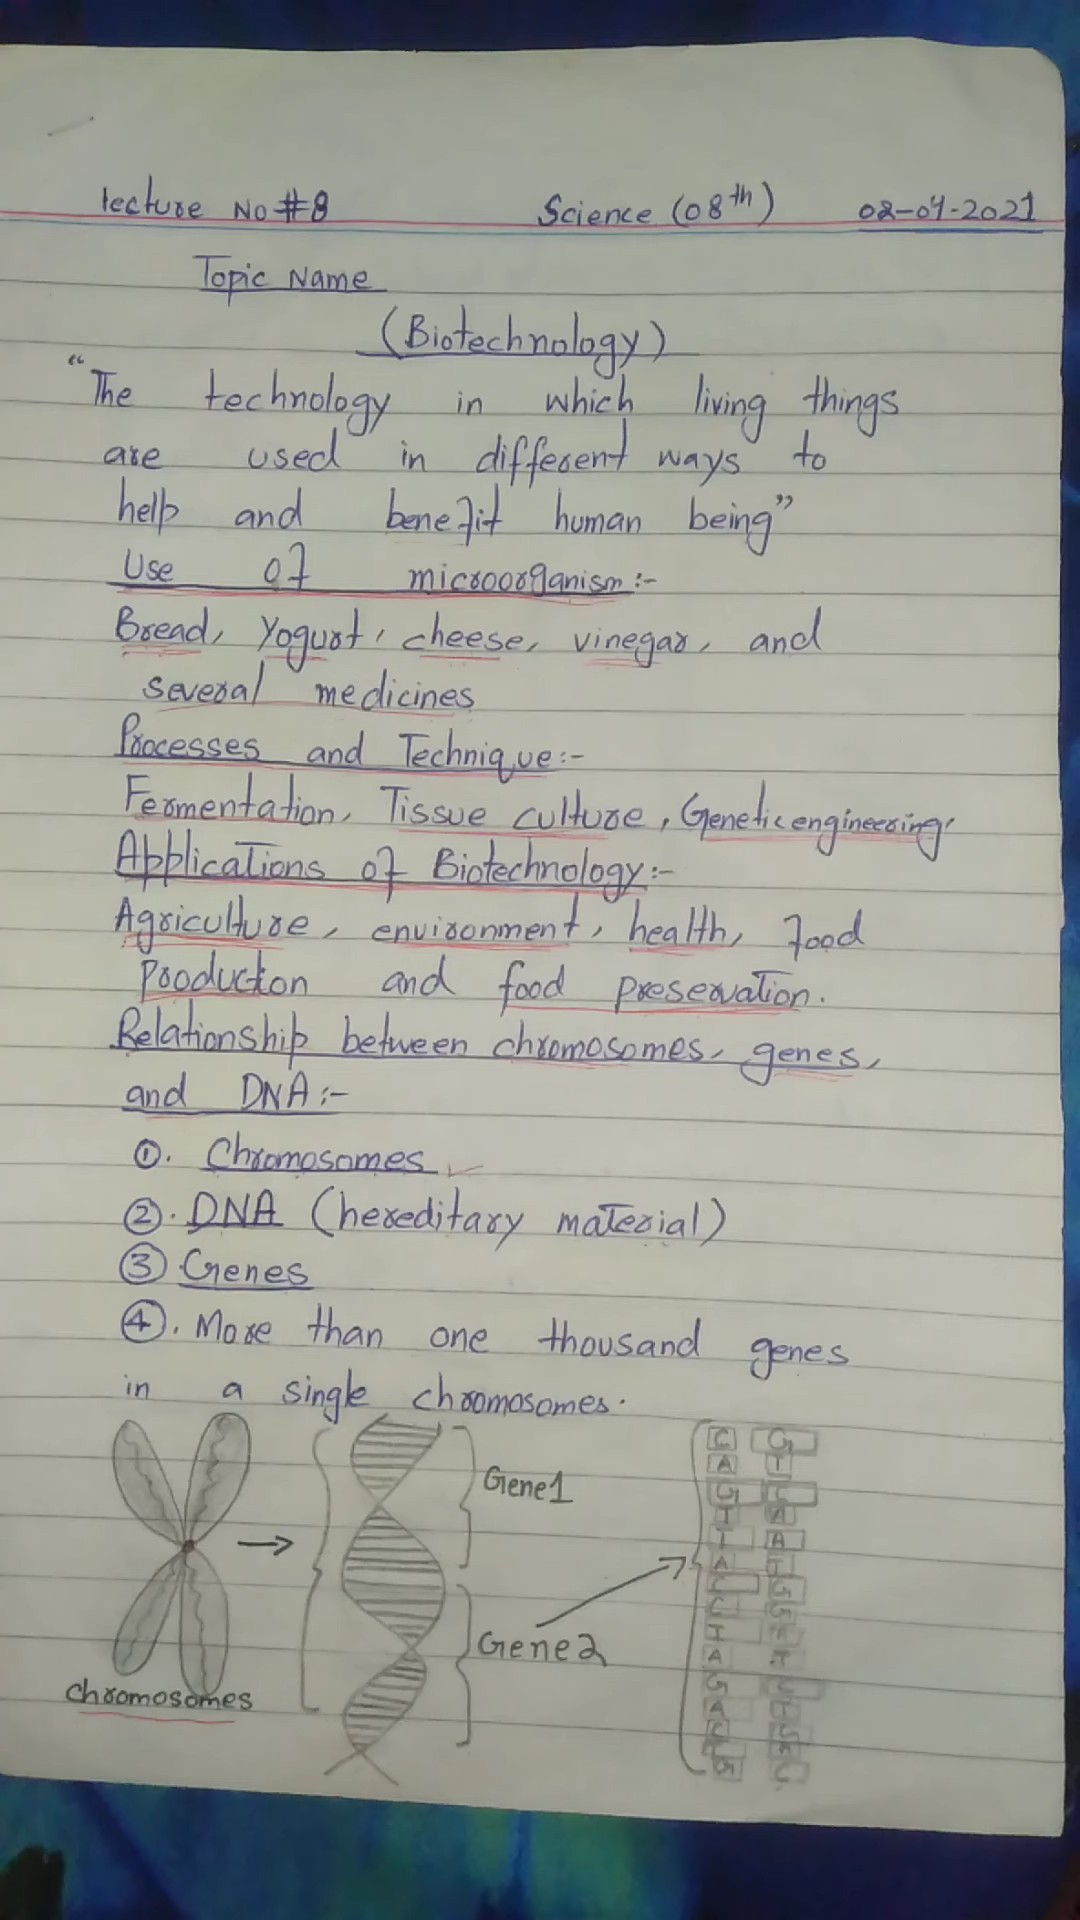 lecture No #8 Science (08th) 02-04-2021
Topic Name
(Biotechnology)
"The technology in which living things
are used in different ways to
help and benefit human being"
Use of microorganism:-
Bread, Yogurt, cheese, vinegar, and
several medicines
Processes and Technique:-
Fermentation, Tissue culture, Genetic engineering,
Applications of Biotechnology:-
Agriculture, environment, health, food
Production and food preservation.
Relationship between chromosomes, genes,
and DNA:-
①. Chromosomes
②. DNA (hereditary material)
③ Genes
④. More than one thousand genes
in a single chromosomes.
Gene1
Gene2
chromosomes
C G
A T
G C
T A
T A
A T
C G
C G
T A
A T
G C
A T